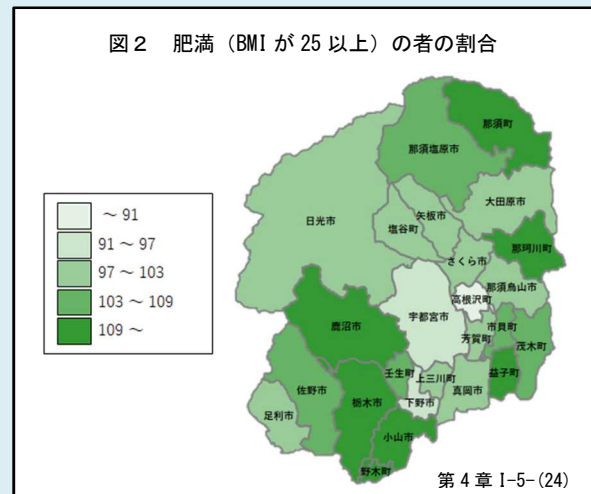 図2 肥満(BMIが25以上)の者の割合
~ 91
91 ~ 97
97 ~ 103
103 ~ 109
109 ~
那須町
那須塩原市
大田原市
日光市
矢板市
塩谷町
那珂川町
さくら市
那須烏山市
高根沢町
宇都宮市
鹿沼市
市貝町
芳賀町
茂木町
壬生町
上三川町
益子町
佐野市
真岡市
下野市
栃木市
足利市
小山市
野木町
第4章 I-5-(24)